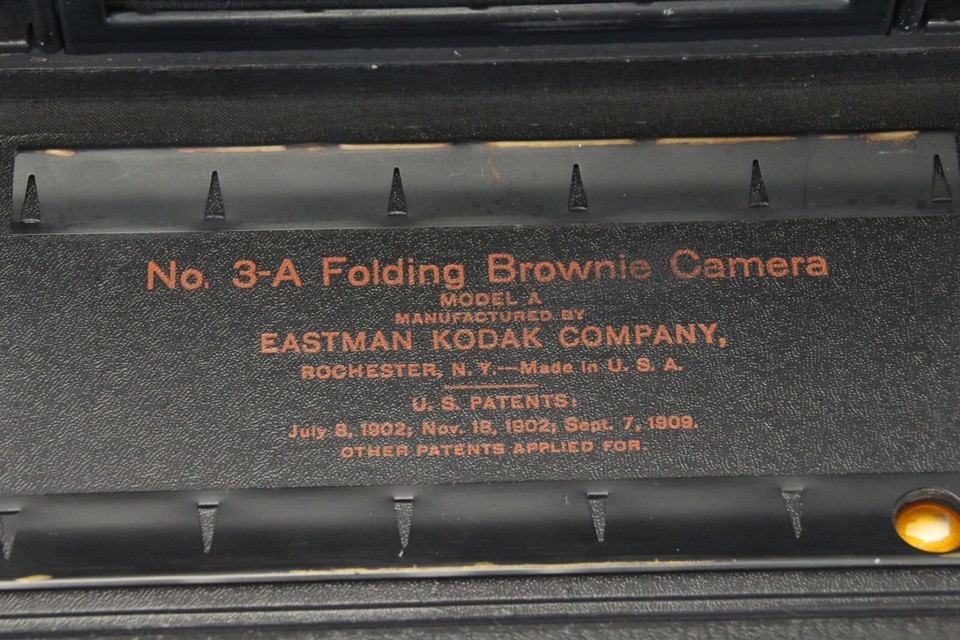 No. 3-A Folding Brownie Camera
MODEL A
MANUFACTURED BY
EASTMAN KODAK COMPANY,
ROCHESTER, N. Y.--Made in U. S. A.
U. S. PATENTS:
July 8, 1902; Nov. 18, 1902; Sept. 7, 1909.
OTHER PATENTS APPLIED FOR.